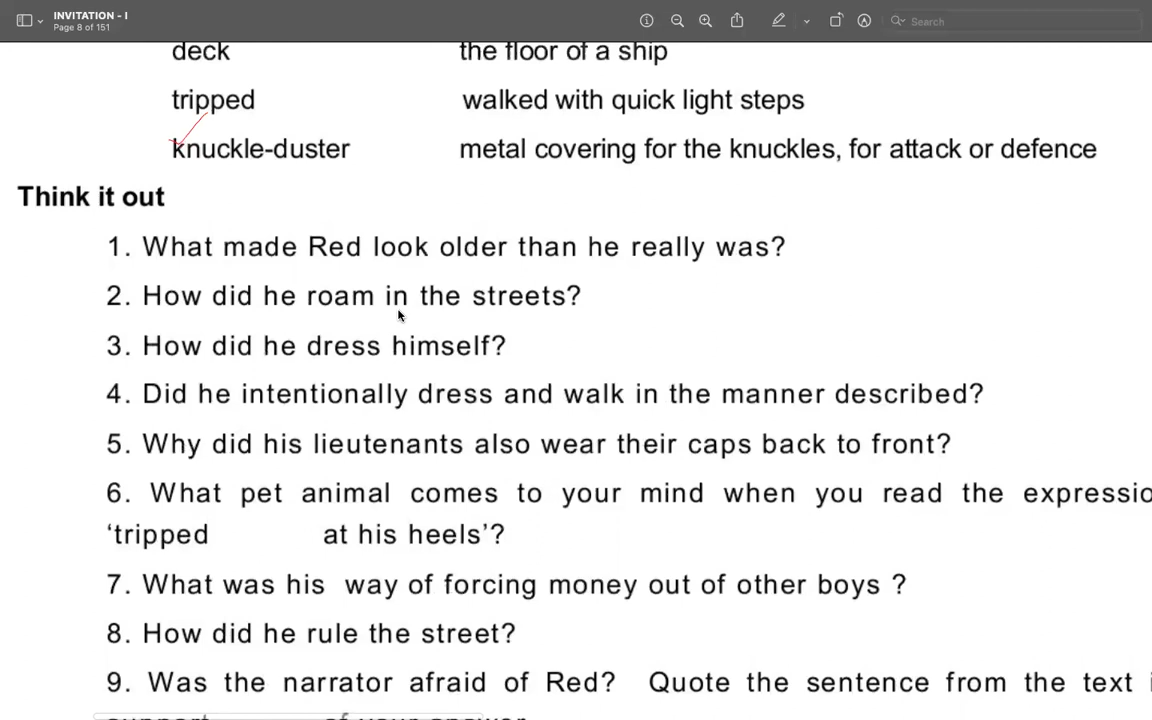 INVITATION - I
Page 8 of 151
Search
deck the floor of a ship
tripped walked with quick light steps
knuckle-duster metal covering for the knuckles, for attack or defence
Think it out
1. What made Red look older than he really was?
2. How did he roam in the streets?
3. How did he dress himself?
4. Did he intentionally dress and walk in the manner described?
5. Why did his lieutenants also wear their caps back to front?
6. What pet animal comes to your mind when you read the expressio
‘tripped at his heels’?
7. What was his way of forcing money out of other boys ?
8. How did he rule the street?
9. Was the narrator afraid of Red? Quote the sentence from the text i
support of your answer